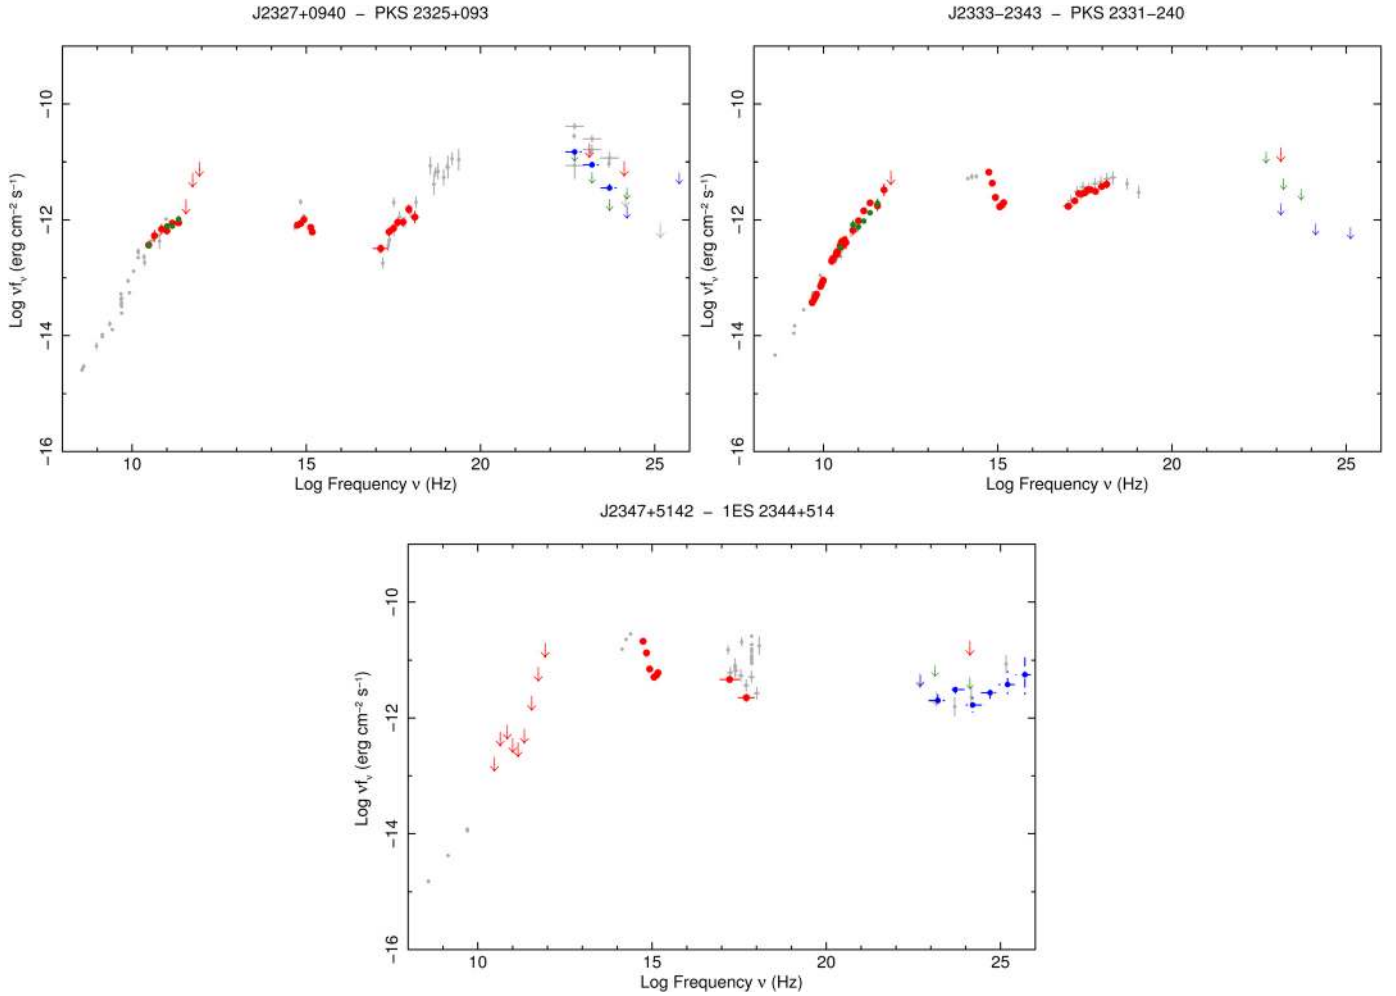 J2327+0940 − PKS 2325+093
J2333−2343 − PKS 2331−240
−10
−12
−14
−16
Log νfν (erg cm−2 s−1)
10 15 20 25
Log Frequency ν (Hz)
−10
−12
−14
−16
Log νfν (erg cm−2 s−1)
10 15 20 25
Log Frequency ν (Hz)
J2347+5142 − 1ES 2344+514
−10
−12
−14
−16
Log νfν (erg cm−2 s−1)
10 15 20 25
Log Frequency ν (Hz)